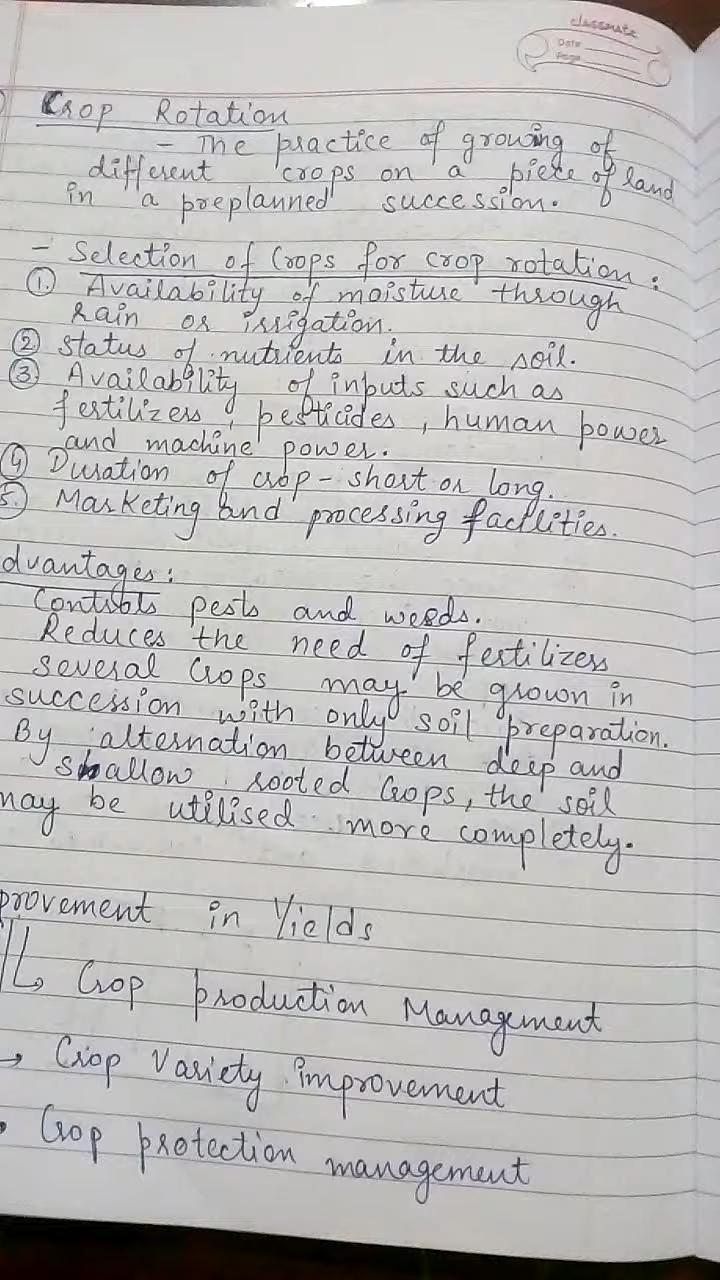 classmate
Date
Page
Crop Rotation
- The practice of growing of
different crops on a piece of land
in a preplanned succession.
- Selection of Crops for crop rotation :
① Availability of moisture through
Rain or irrigation.
② Status of nutrients in the soil.
③ Availability of inputs such as
fertilizers, pesticides, human power
and machine power.
④ Duration of crop - short or long.
5. Marketing and processing facilities.
dvantages :
Controls pests and weeds.
Reduces the need of fertilizers
several Crops may be grown in
succession with only soil preparation.
By alternation between deep and
shallow rooted Crops, the soil
may be utilised more completely.
provement in Yields
↳ Crop production Management
→ Crop Variety improvement
Crop protection management